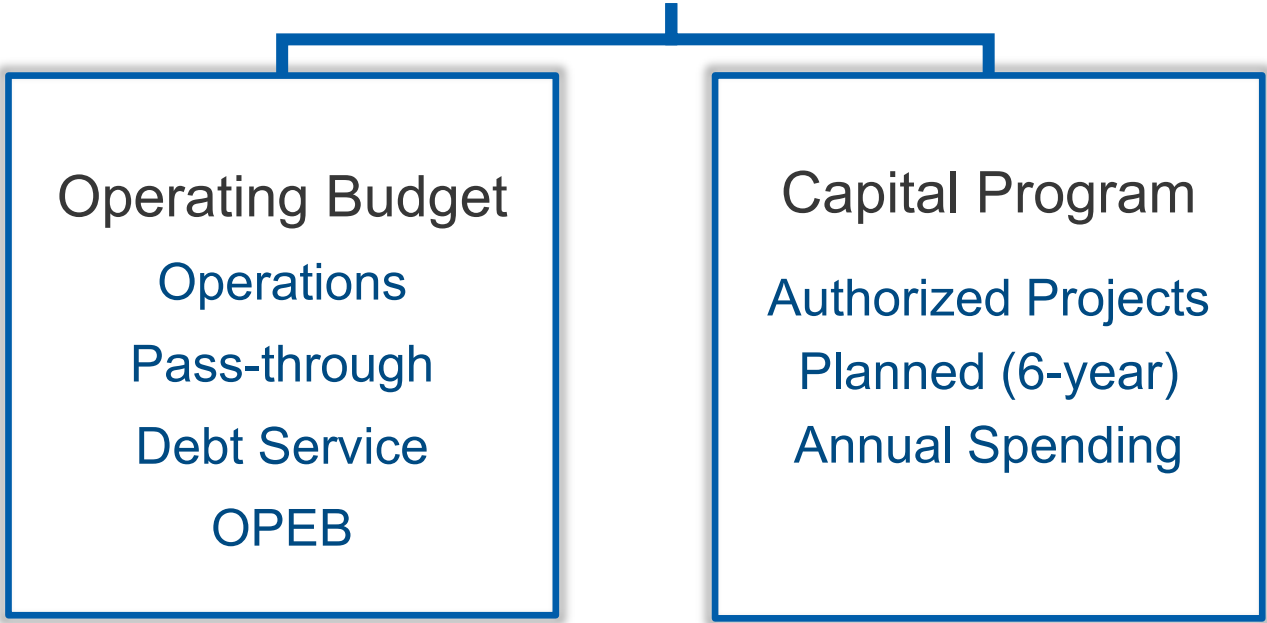 Operating Budget
Operations
Pass-through
Debt Service
OPEB
Capital Program
Authorized Projects
Planned (6-year)
Annual Spending